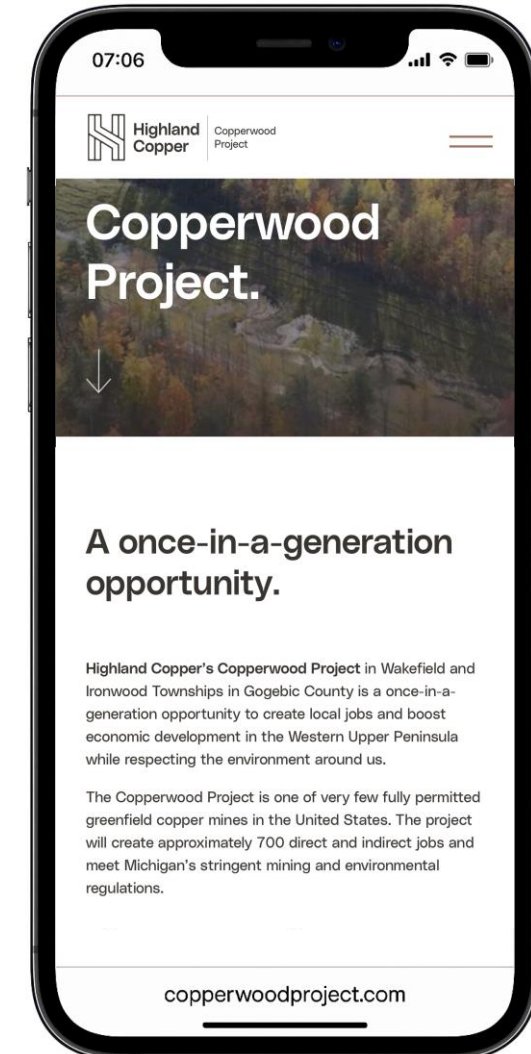 07:06
Highland
Copper
Copperwood
Project
Copperwood
Project.
A once-in-a-generation
opportunity.
Highland Copper's Copperwood Project in Wakefield and
Ironwood Townships in Gogebic County is a once-in-a-
generation opportunity to create local jobs and boost
economic development in the Western Upper Peninsula
while respecting the environment around us.
The Copperwood Project is one of very few fully permitted
greenfield copper mines in the United States. The project
will create approximately 700 direct and indirect jobs and
meet Michigan's stringent mining and environmental
regulations.
copperwoodproject.com